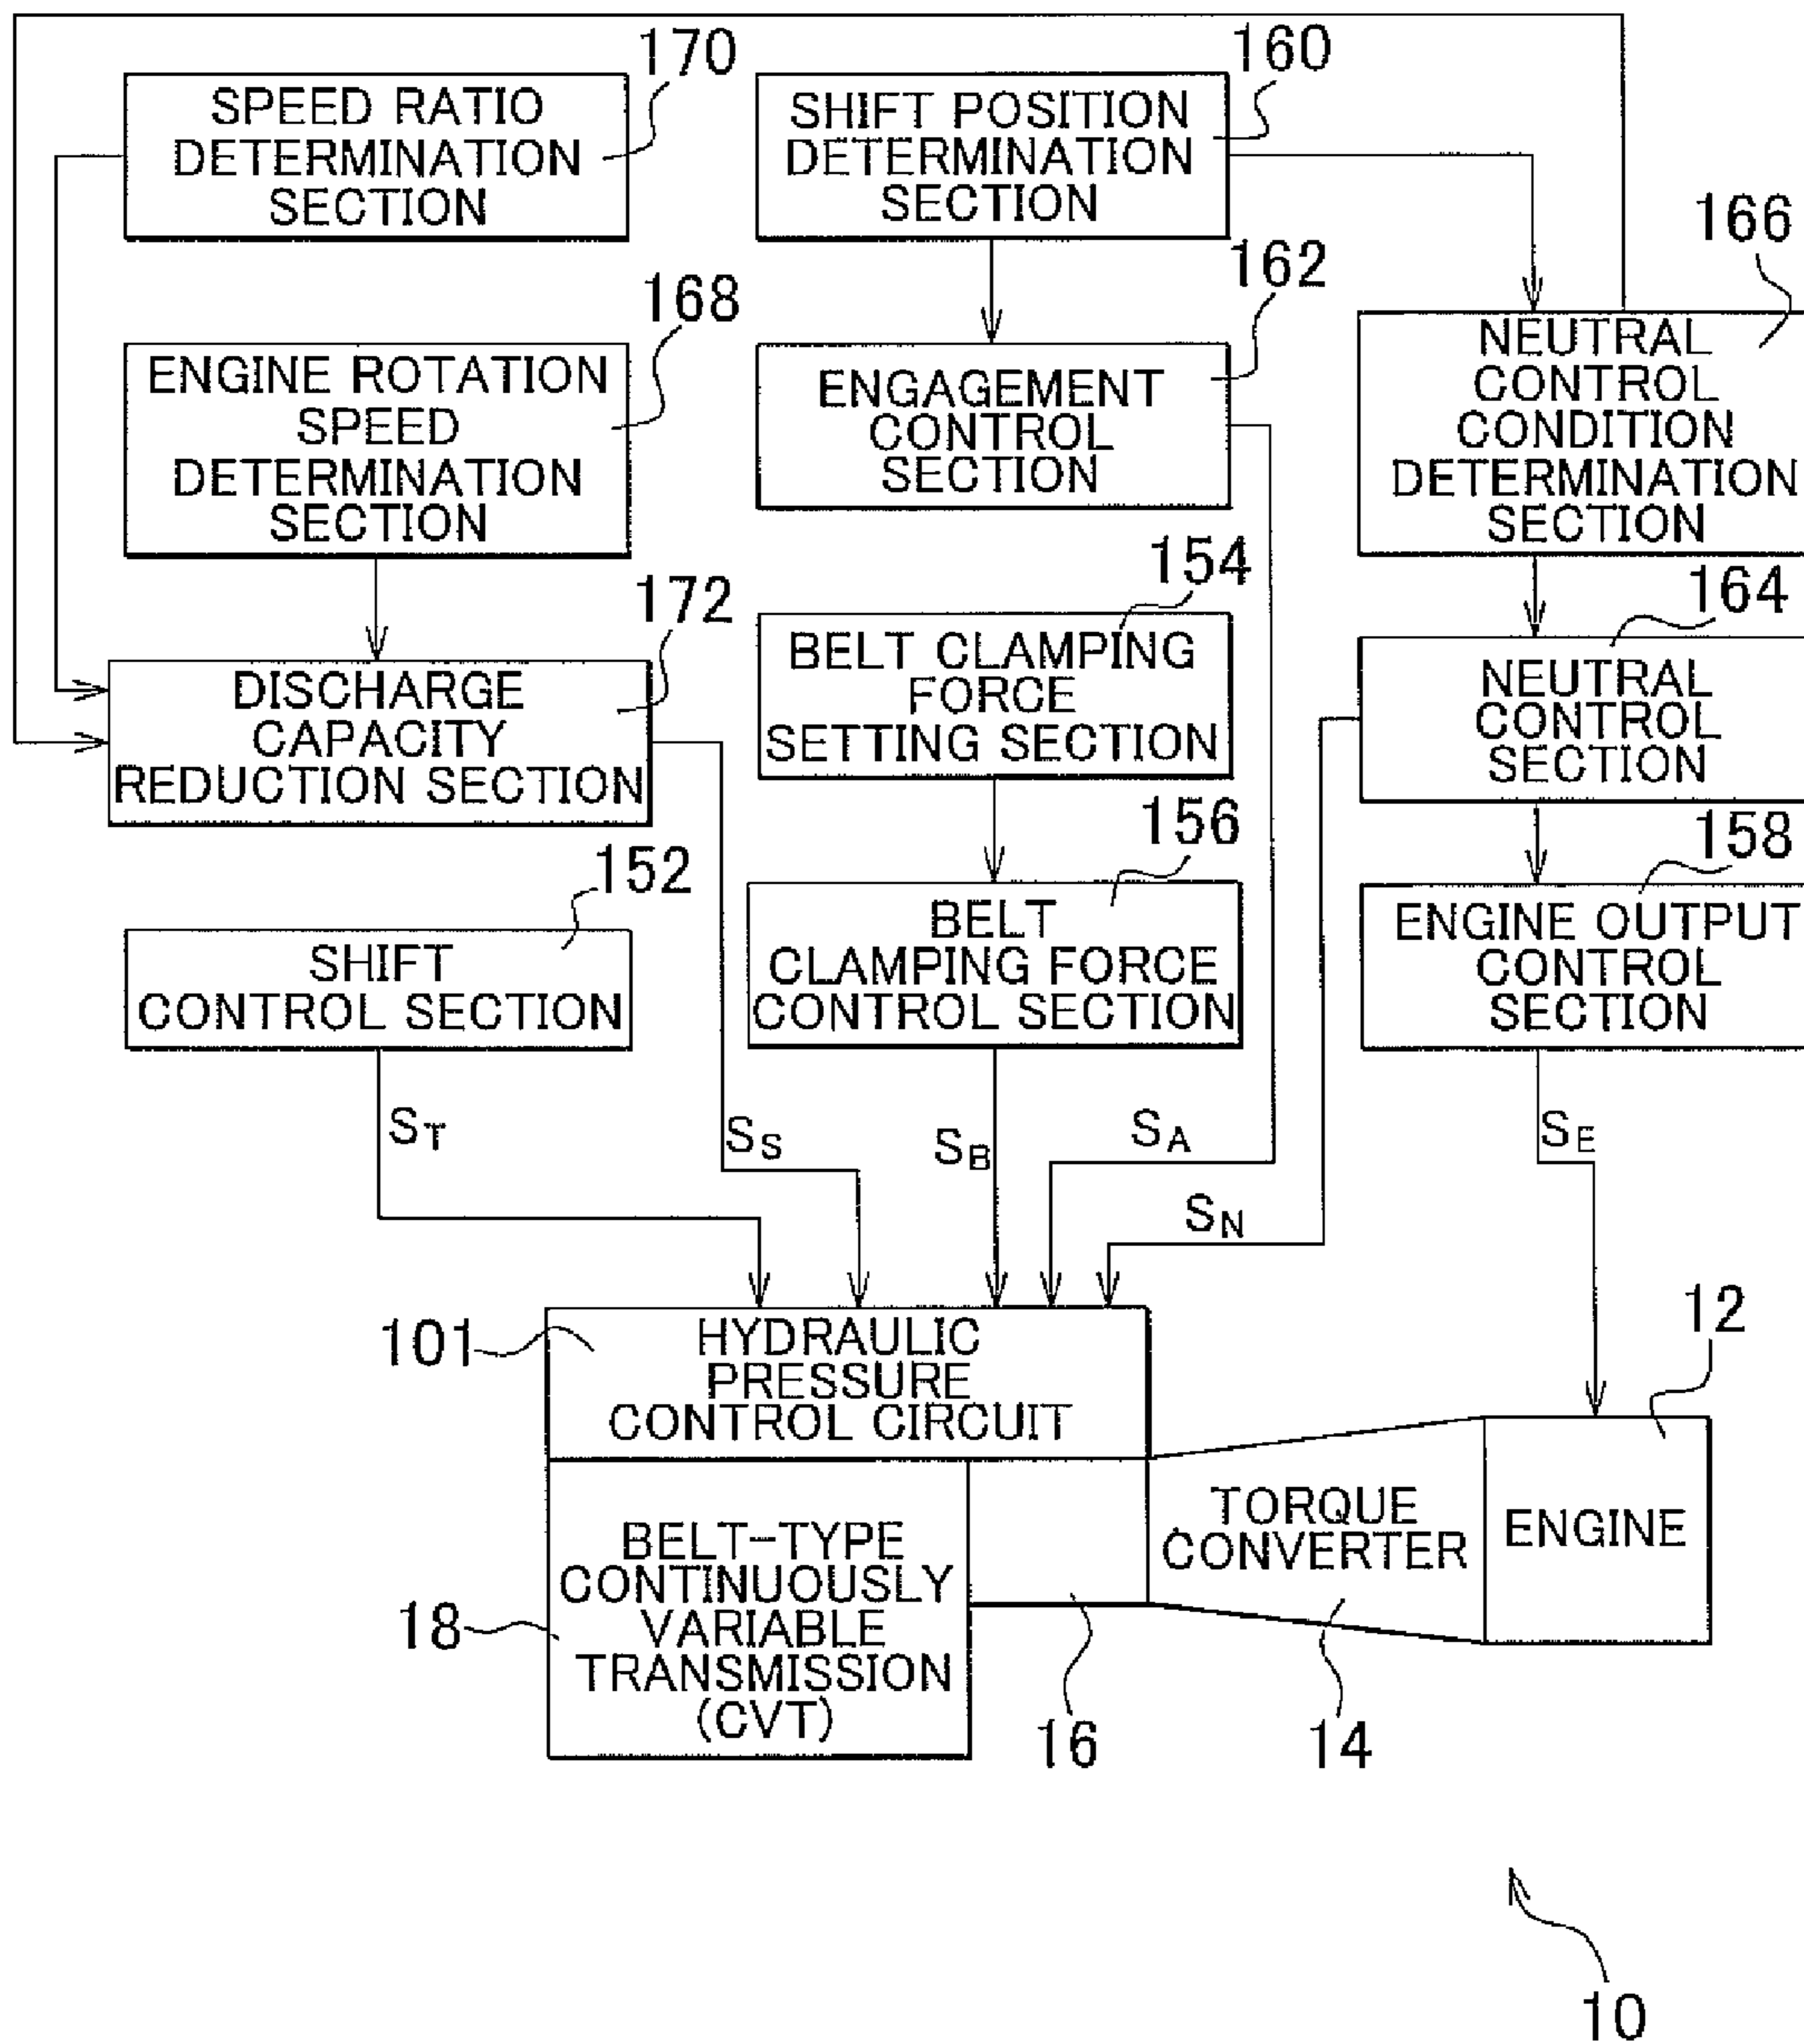 170
SPEED RATIO
DETERMINATION
SECTION
160
SHIFT POSITION
DETERMINATION
SECTION
166
NEUTRAL
CONTROL
CONDITION
DETERMINATION
SECTION
168
ENGINE ROTATION
SPEED
DETERMINATION
SECTION
162
ENGAGEMENT
CONTROL
SECTION
172
DISCHARGE
CAPACITY
REDUCTION SECTION
154
BELT CLAMPING
FORCE
SETTING SECTION
164
NEUTRAL
CONTROL
SECTION
152
SHIFT
CONTROL SECTION
156
BELT
CLAMPING FORCE
CONTROL SECTION
158
ENGINE OUTPUT
CONTROL
SECTION
ST
SS
SB
SA
SN
SE
101
HYDRAULIC
PRESSURE
CONTROL CIRCUIT
12
18
BELT-TYPE
CONTINUOUSLY
VARIABLE
TRANSMISSION
(CVT)
TORQUE
CONVERTER
ENGINE
16
14
10